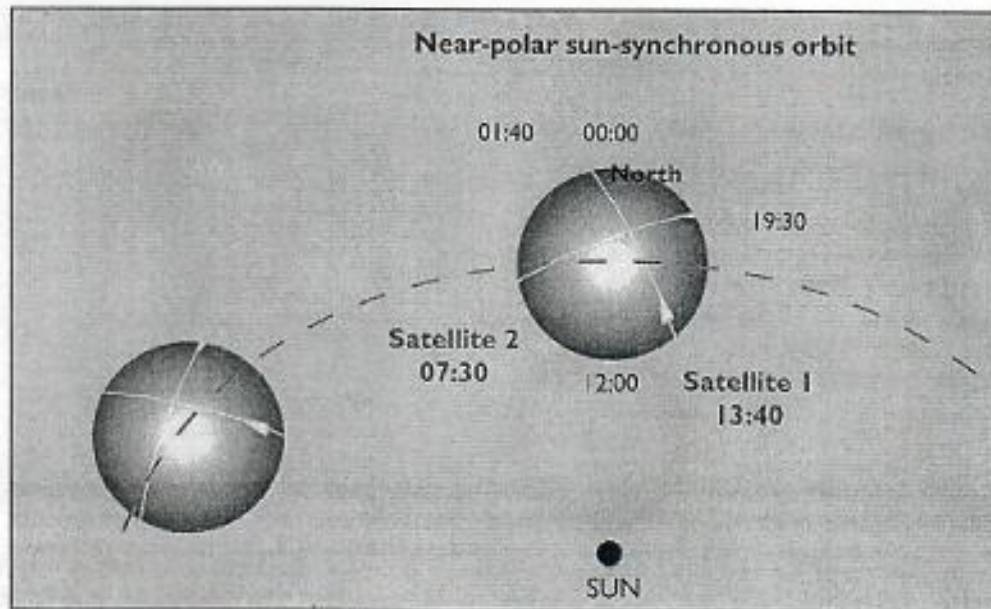 Near-polar sun-synchronous orbit
01:40 00:00
North
19:30
Satellite 2
07:30
12:00
Satellite 1
13:40
SUN